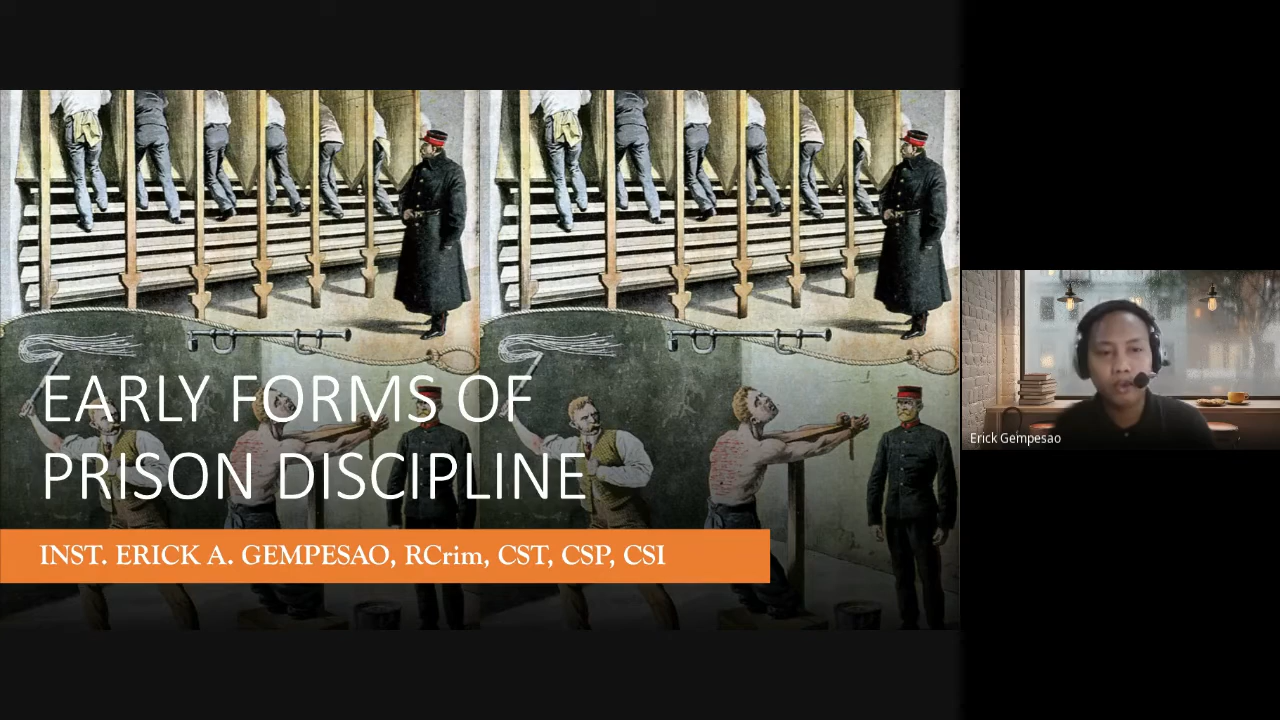 EARLY FORMS OF
PRISON DISCIPLINE
INST. ERICK A. GEMPESAO, RCrim, CST, CSP, CSI
Erick Gempesao